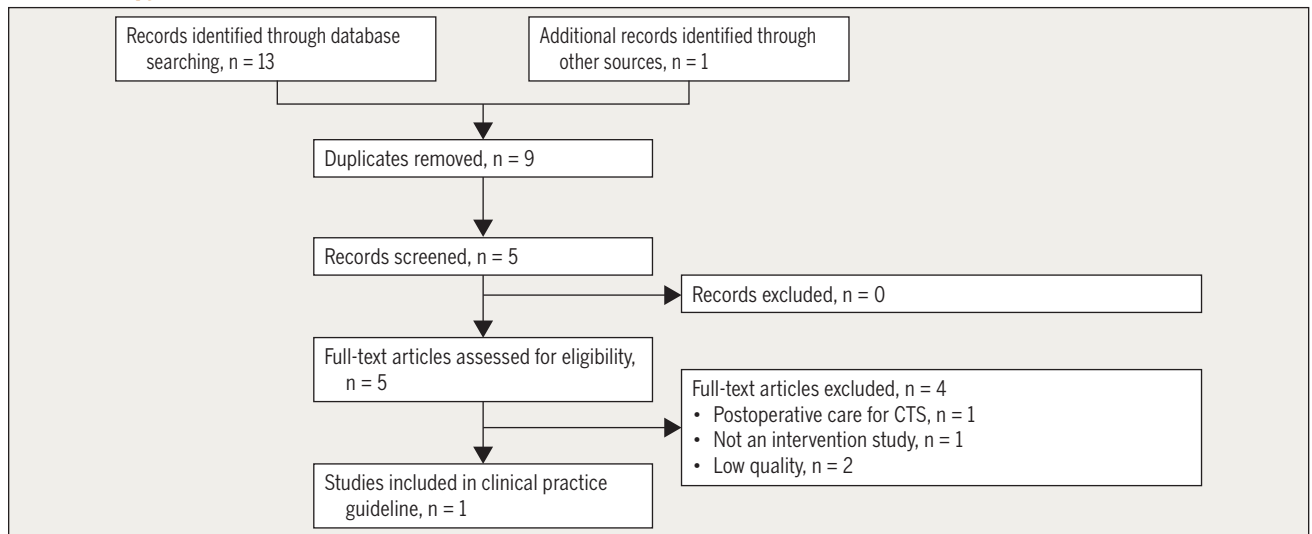 Records identified through database
searching, n = 13
Additional records identified through
other sources, n = 1
Duplicates removed, n = 9
Records screened, n = 5
Records excluded, n = 0
Full-text articles assessed for eligibility,
n = 5
Full-text articles excluded, n = 4
• Postoperative care for CTS, n = 1
• Not an intervention study, n = 1
• Low quality, n = 2
Studies included in clinical practice
guideline, n = 1